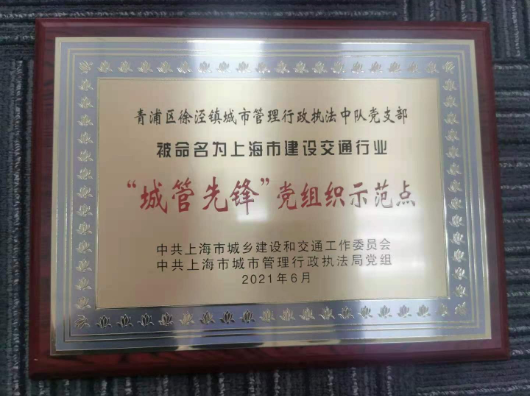 青浦区徐泾镇城市管理行政执法中队党支部
被命名为上海市建设交通行业
“城管先锋”党组织示范点
中共上海市城乡建设和交通工作委员会
中共上海市城市管理行政执法局党组
2021年6月